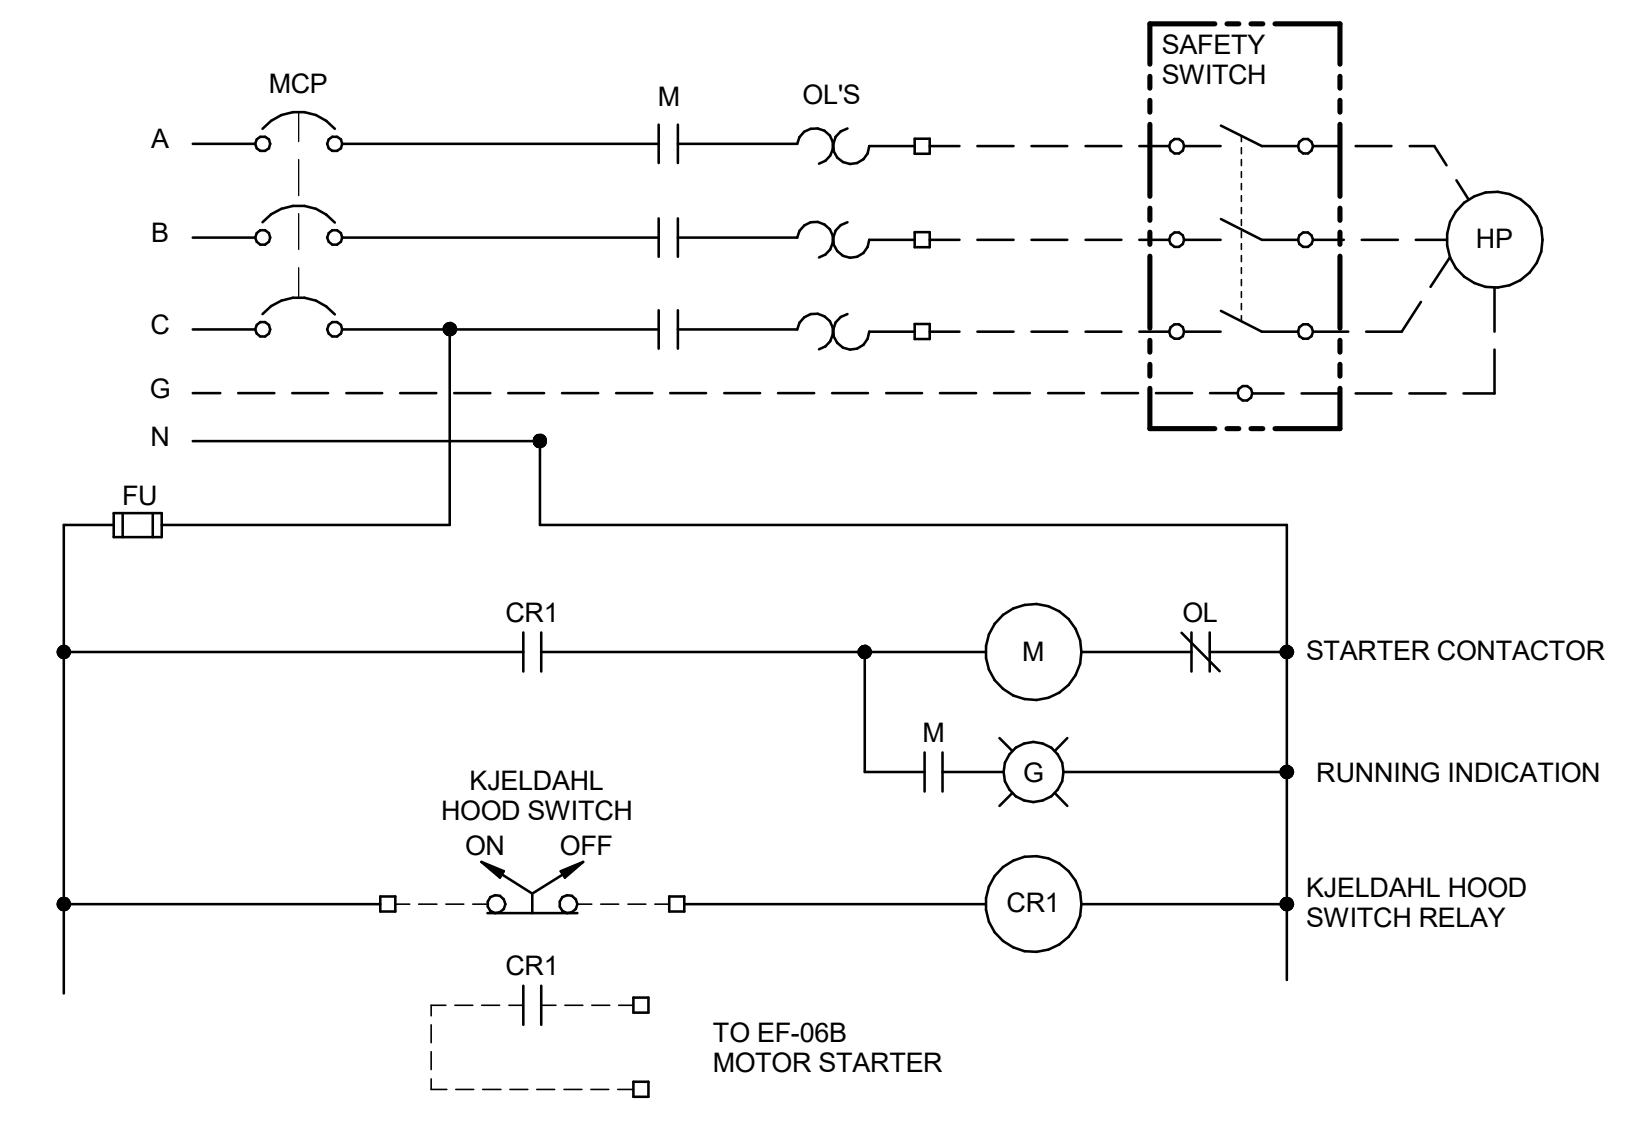 SAFETY
SWITCH
MCP
M
OL'S
A
B
HP
C
G
N
FU
CR1
OL
M
STARTER CONTACTOR
M
G
RUNNING INDICATION
KJELDAHL
HOOD SWITCH
ON OFF
CR1
KJELDAHL HOOD
SWITCH RELAY
CR1
TO EF-06B
MOTOR STARTER